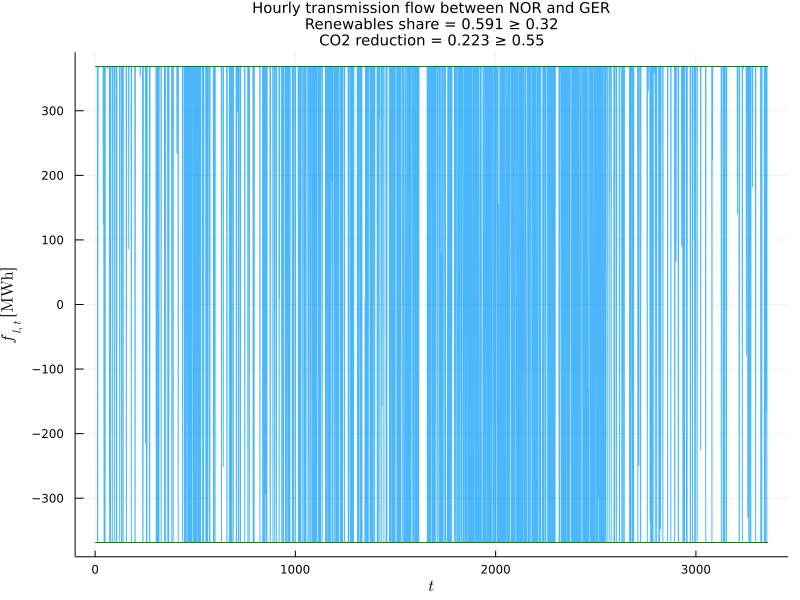 Hourly transmission flow between NOR and GER
Renewables share = 0.591 ≥ 0.32
CO2 reduction = 0.223 ≥ 0.55
300
200
100
0
−100
−200
−300
f l,t [MWh]
0
1000
2000
3000
t